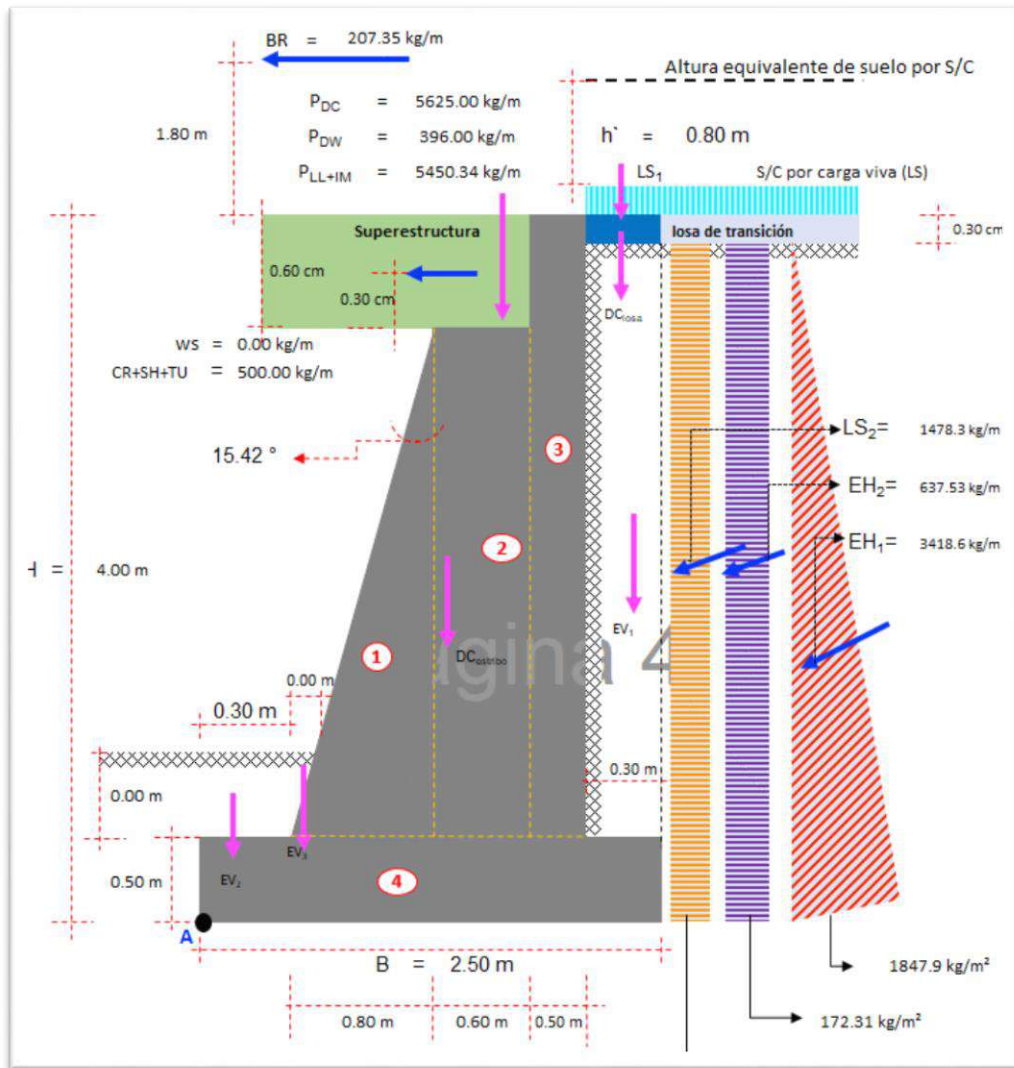 BR = 207.35 kg/m
Altura equivalente de suelo por S/C
P_DC = 5625.00 kg/m
P_DW = 396.00 kg/m
P_LL+IM = 5450.34 kg/m
1.80 m
h` = 0.80 m
LS₁
S/C por carga viva (LS)
Superestructura
losa de transición
0.30 cm
0.60 cm
0.30 cm
DC_losa
WS = 0.00 kg/m
CR+SH+TU = 500.00 kg/m
15.42 °
3
LS₂= 1478.3 kg/m
EH₂= 637.53 kg/m
EH₁= 3418.6 kg/m
2
= 4.00 m
EV₁
1
DC_estribo
agina 4
0.00 m
0.30 m
0.30 m
0.00 m
EV₃
0.50 m
EV₂
4
A
B = 2.50 m
1847.9 kg/m²
0.80 m
0.60 m
0.50 m
172.31 kg/m²